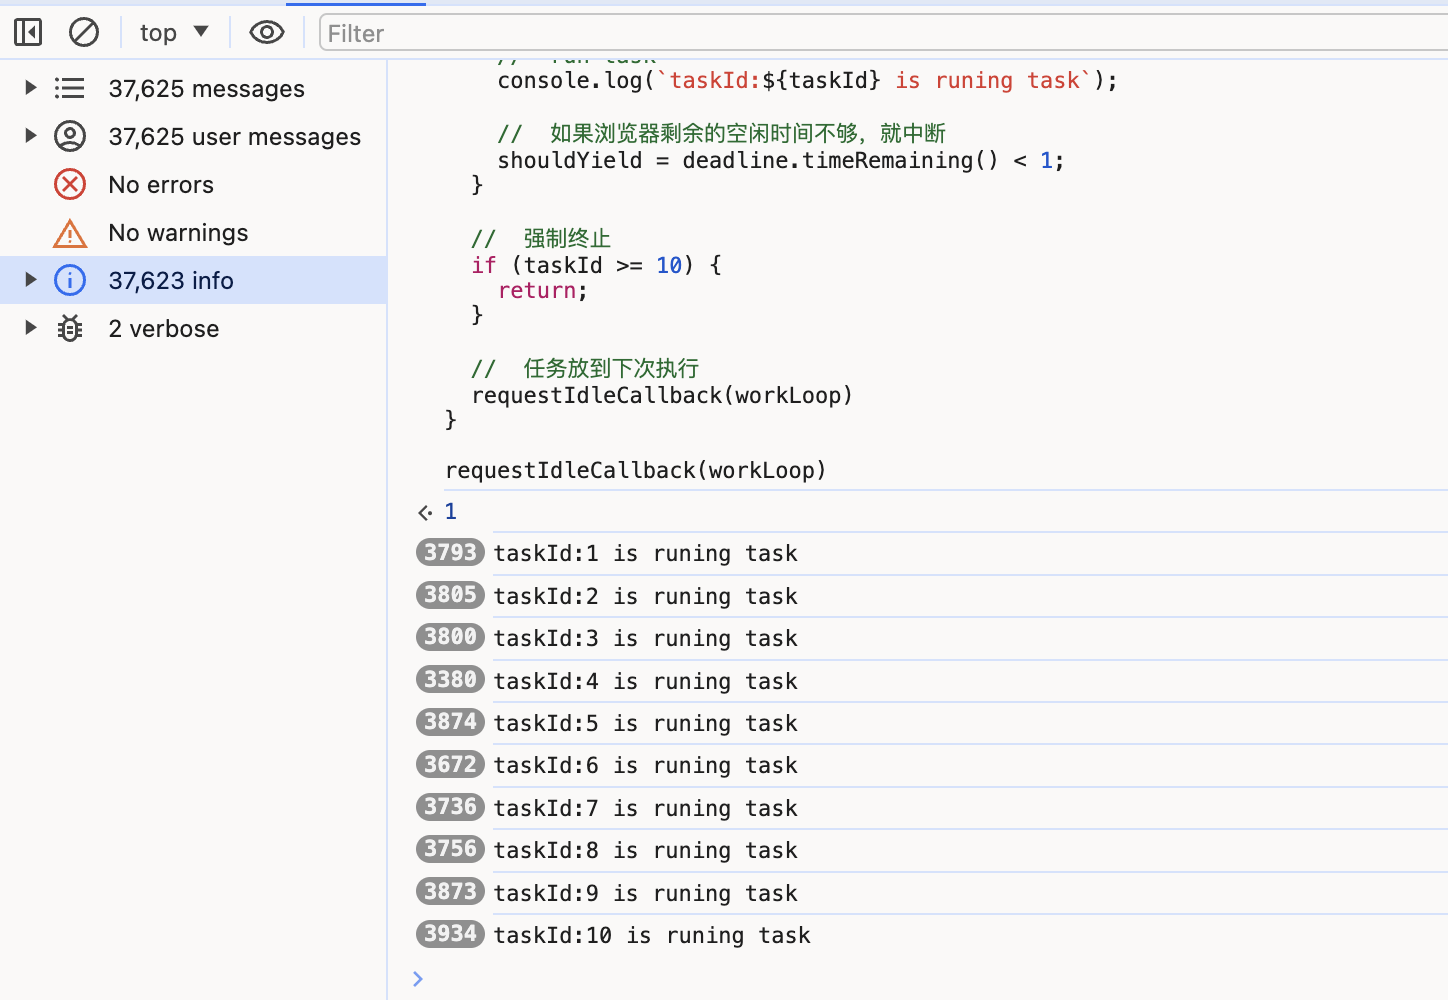 top
Filter
37,625 messages
37,625 user messages
No errors
No warnings
37,623 info
2 verbose
// run task
console.log(`taskId:${taskId} is runing task`);
// 如果浏览器剩余的空闲时间不够，就中断
shouldYield = deadline.timeRemaining() < 1;
}
// 强制终止
if (taskId >= 10) {
return;
}
// 任务放到下次执行
requestIdleCallback(workLoop)
}
requestIdleCallback(workLoop)
1
3793 taskId:1 is runing task
3805 taskId:2 is runing task
3800 taskId:3 is runing task
3380 taskId:4 is runing task
3874 taskId:5 is runing task
3672 taskId:6 is runing task
3736 taskId:7 is runing task
3756 taskId:8 is runing task
3873 taskId:9 is runing task
3934 taskId:10 is runing task